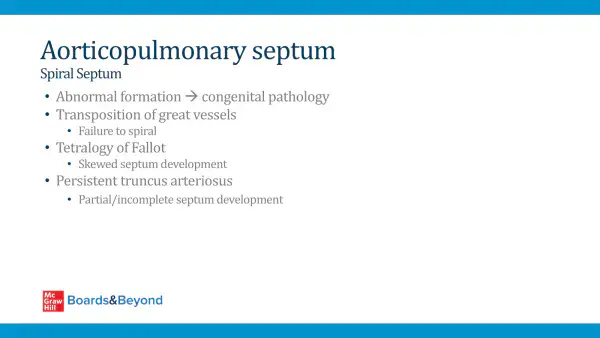 Aorticopulmonary septum
Spiral Septum
• Abnormal formation → congenital pathology
• Transposition of great vessels
• Failure to spiral
• Tetralogy of Fallot
• Skewed septum development
• Persistent truncus arteriosus
• Partial/incomplete septum development
Mc
Graw
Hill
Boards&Beyond